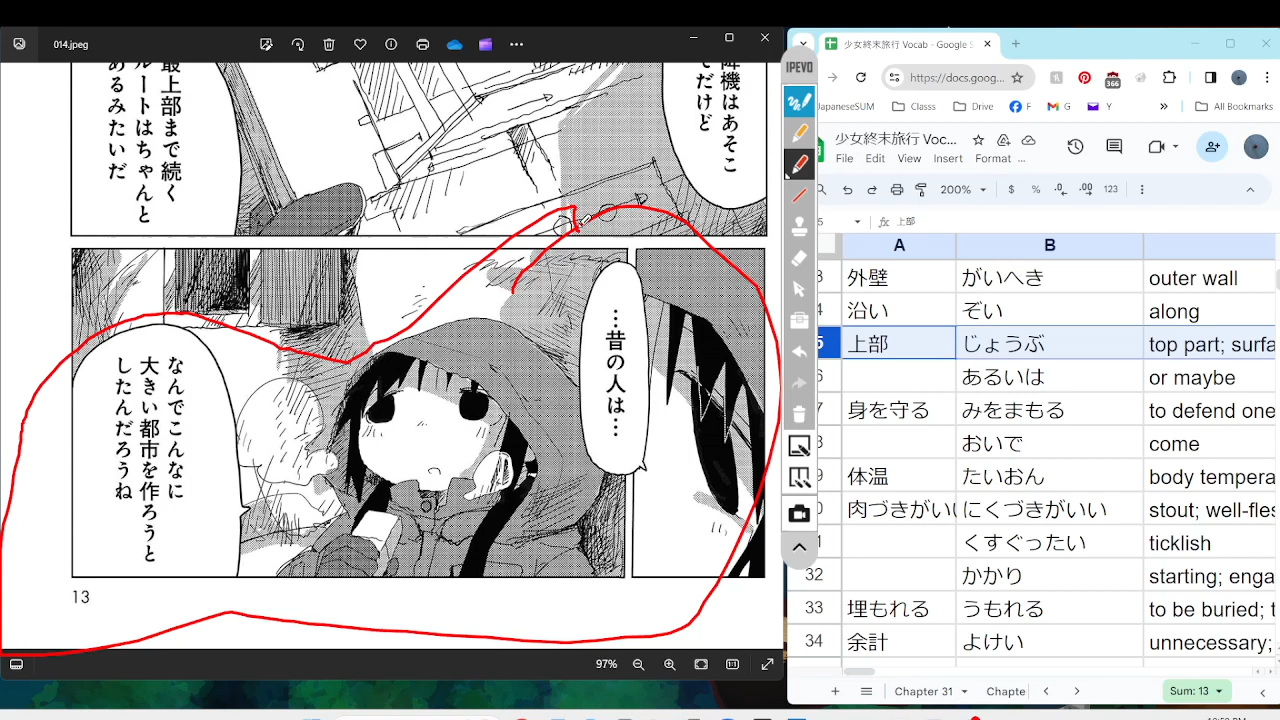 014.jpeg
降機はあそこ
だけど
最上部まで続く
ルートはちゃんと
あるみたいだ
…昔の人は…
なんでこんなに
大きい都市を作ろうと
したんだろうね
13
97%
IPEVO
少女終末旅行 Vocab - Google S
https://docs.goog...
366
JapaneseSUM
Classs
Drive
F
G
Y
All Bookmarks
少女終末旅行 Voc...
File Edit View Insert Format ...
200%
$ % .0 .00 123
上部
A B
外壁 がいへき outer wall
沿い ぞい along
上部 じょうぶ top part; surfa
あるいは or maybe
身を守る みをまもる to defend one
おいで come
体温 たいおん body tempera
肉づきがい にくづきがいい stout; well-fles
くすぐったい ticklish
32 かかり starting; enga
33 埋もれる うもれる to be buried; t
34 余計 よけい unnecessary;
Chapter 31 Chapte
Sum: 13